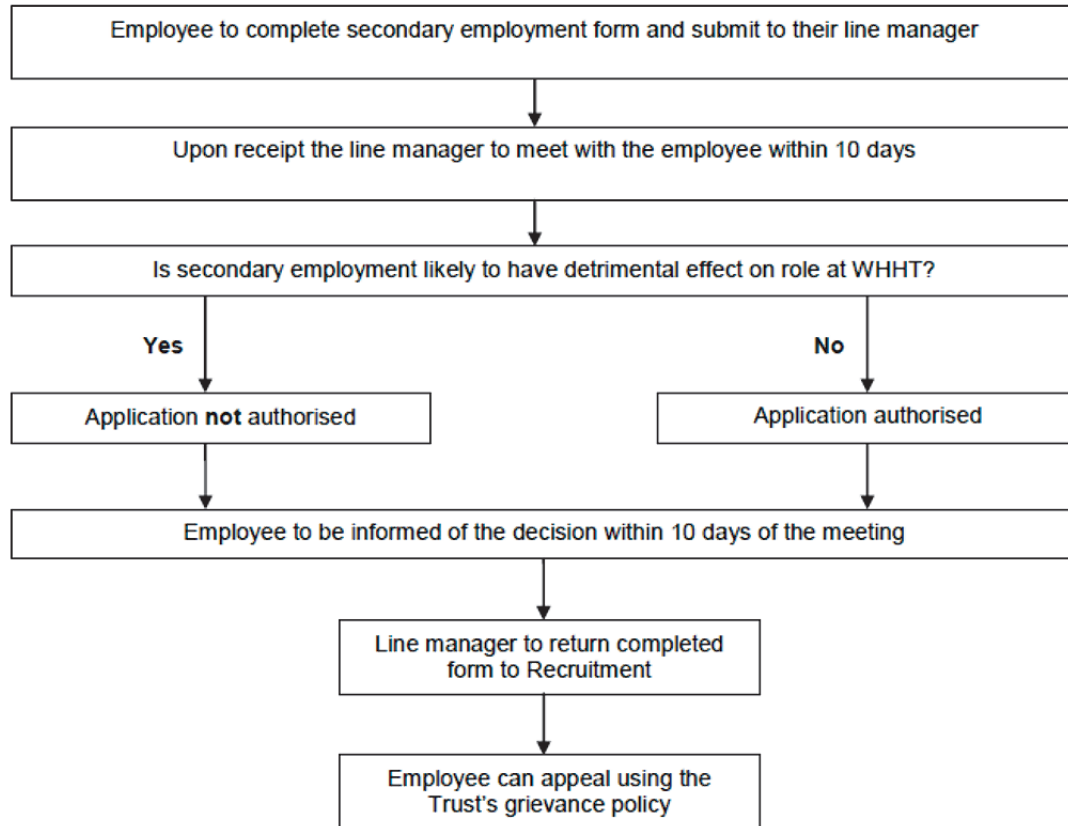 Employee to complete secondary employment form and submit to their line manager
Upon receipt the line manager to meet with the employee within 10 days
Is secondary employment likely to have detrimental effect on role at WHHT?
Yes
No
Application not authorised
Application authorised
Employee to be informed of the decision within 10 days of the meeting
Line manager to return completed
form to Recruitment
Employee can appeal using the
Trust's grievance policy